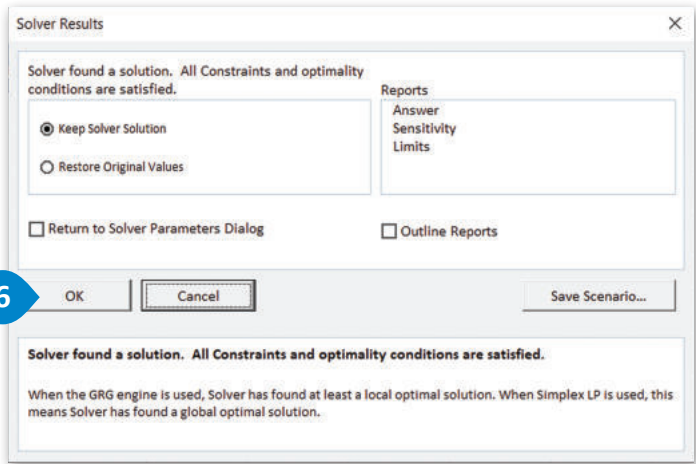 Solver Results
Solver found a solution. All Constraints and optimality
conditions are satisfied.
Reports
Answer
Sensitivity
Limits
Keep Solver Solution
Restore Original Values
Return to Solver Parameters Dialog
Outline Reports
6
OK
Cancel
Save Scenario...
Solver found a solution. All Constraints and optimality conditions are satisfied.
When the GRG engine is used, Solver has found at least a local optimal solution. When Simplex LP is used, this
means Solver has found a global optimal solution.